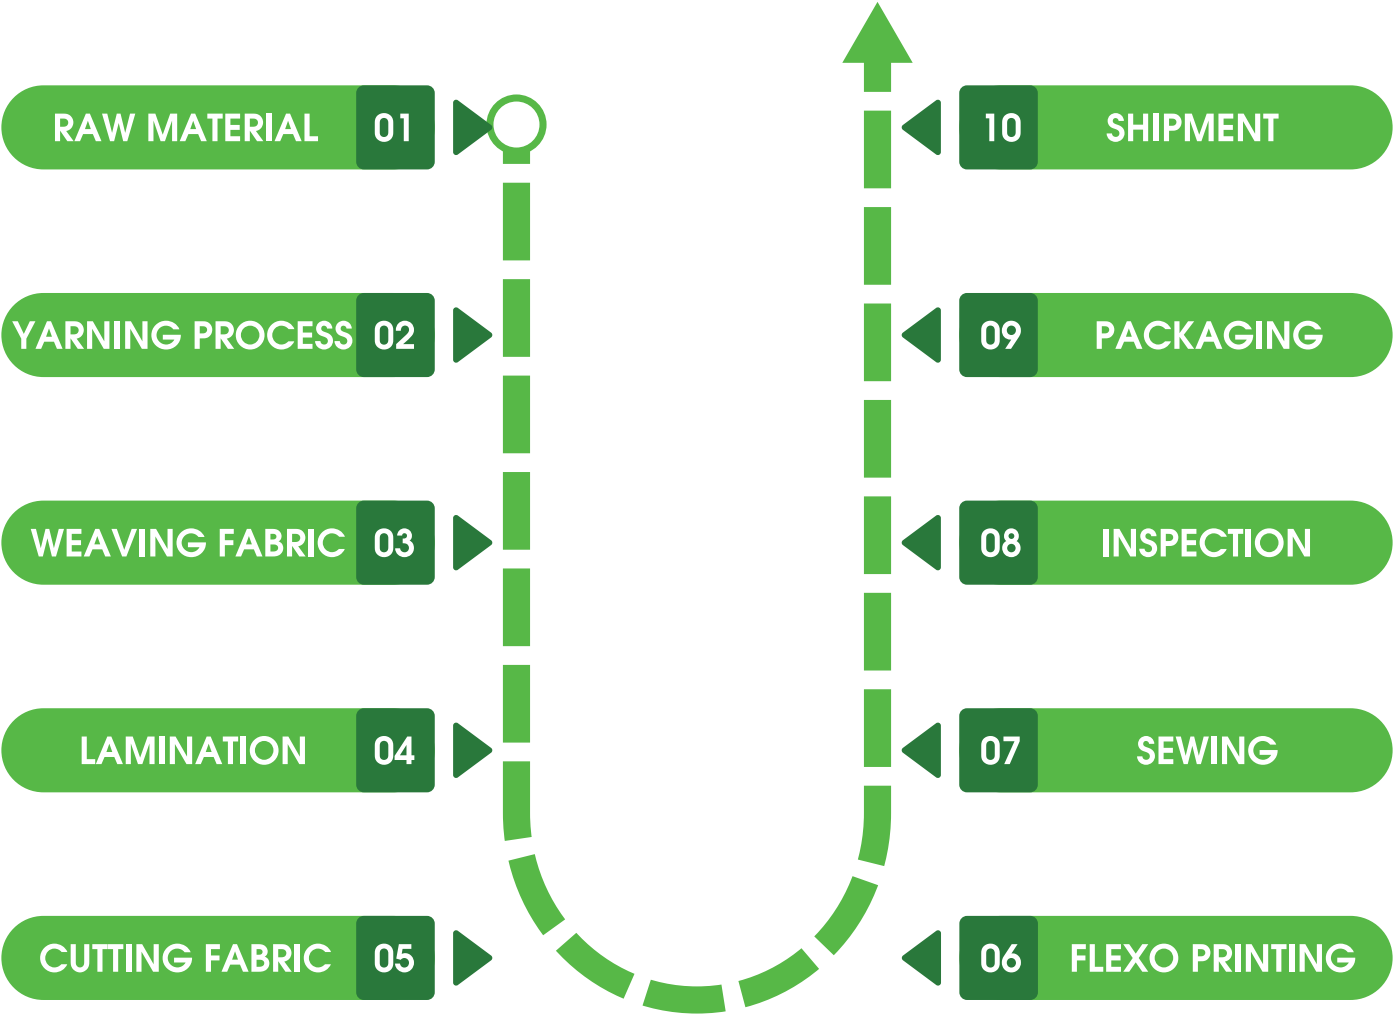 RAW MATERIAL 01
YARNING PROCESS 02
WEAVING FABRIC 03
LAMINATION 04
CUTTING FABRIC 05
06 FLEXO PRINTING
07 SEWING
08 INSPECTION
09 PACKAGING
10 SHIPMENT